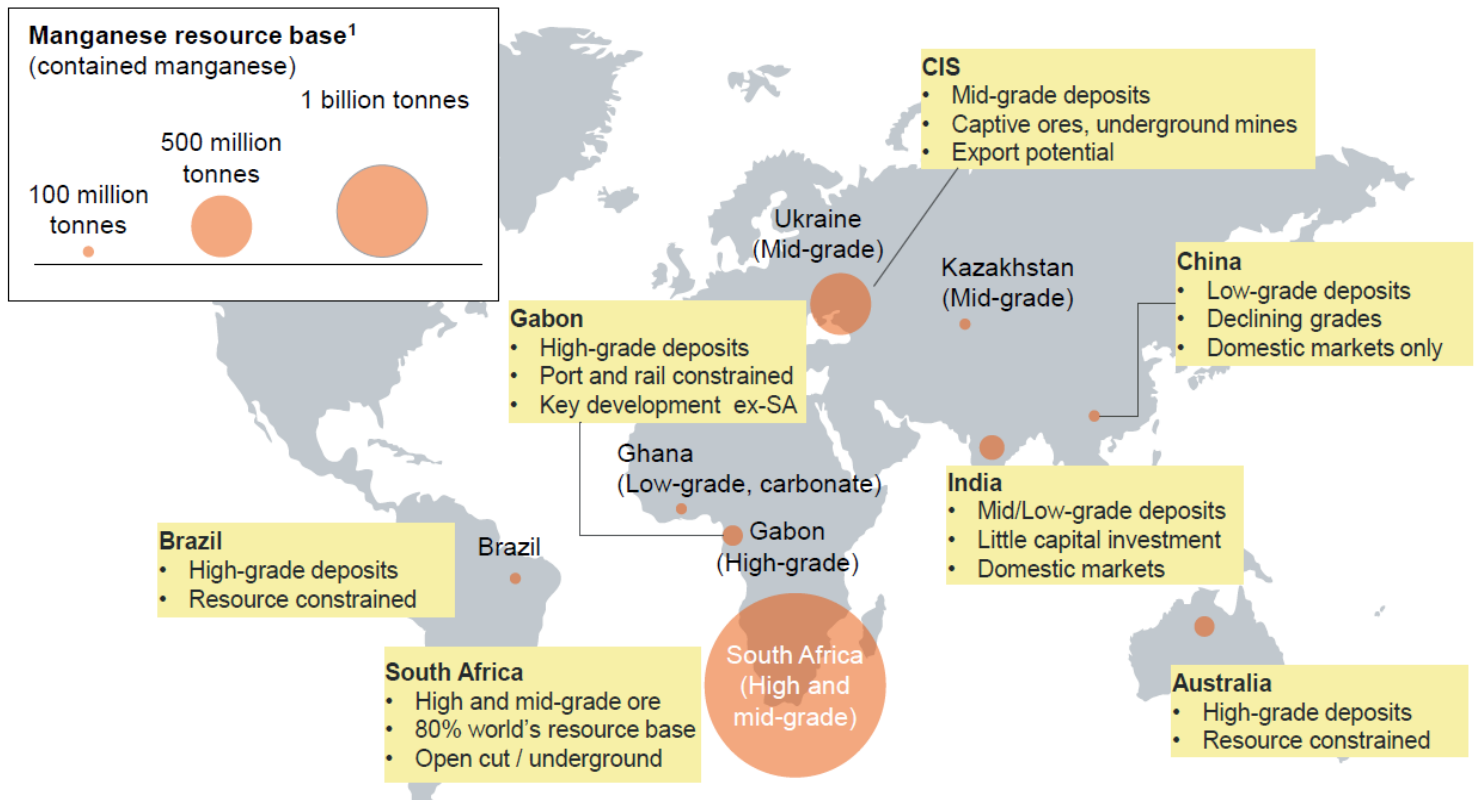 Manganese resource base¹
(contained manganese)
1 billion tonnes
500 million
tonnes
100 million
tonnes
CIS
• Mid-grade deposits
• Captive ores, underground mines
• Export potential
Ukraine
(Mid-grade)
Kazakhstan
(Mid-grade)
China
• Low-grade deposits
• Declining grades
• Domestic markets only
Gabon
• High-grade deposits
• Port and rail constrained
• Key development ex-SA
Ghana
(Low-grade, carbonate)
Gabon
(High-grade)
India
• Mid/Low-grade deposits
• Little capital investment
• Domestic markets
Brazil
• High-grade deposits
• Resource constrained
Brazil
South Africa
• High and mid-grade ore
• 80% world's resource base
• Open cut / underground
South Africa
(High and
mid-grade)
Australia
• High-grade deposits
• Resource constrained